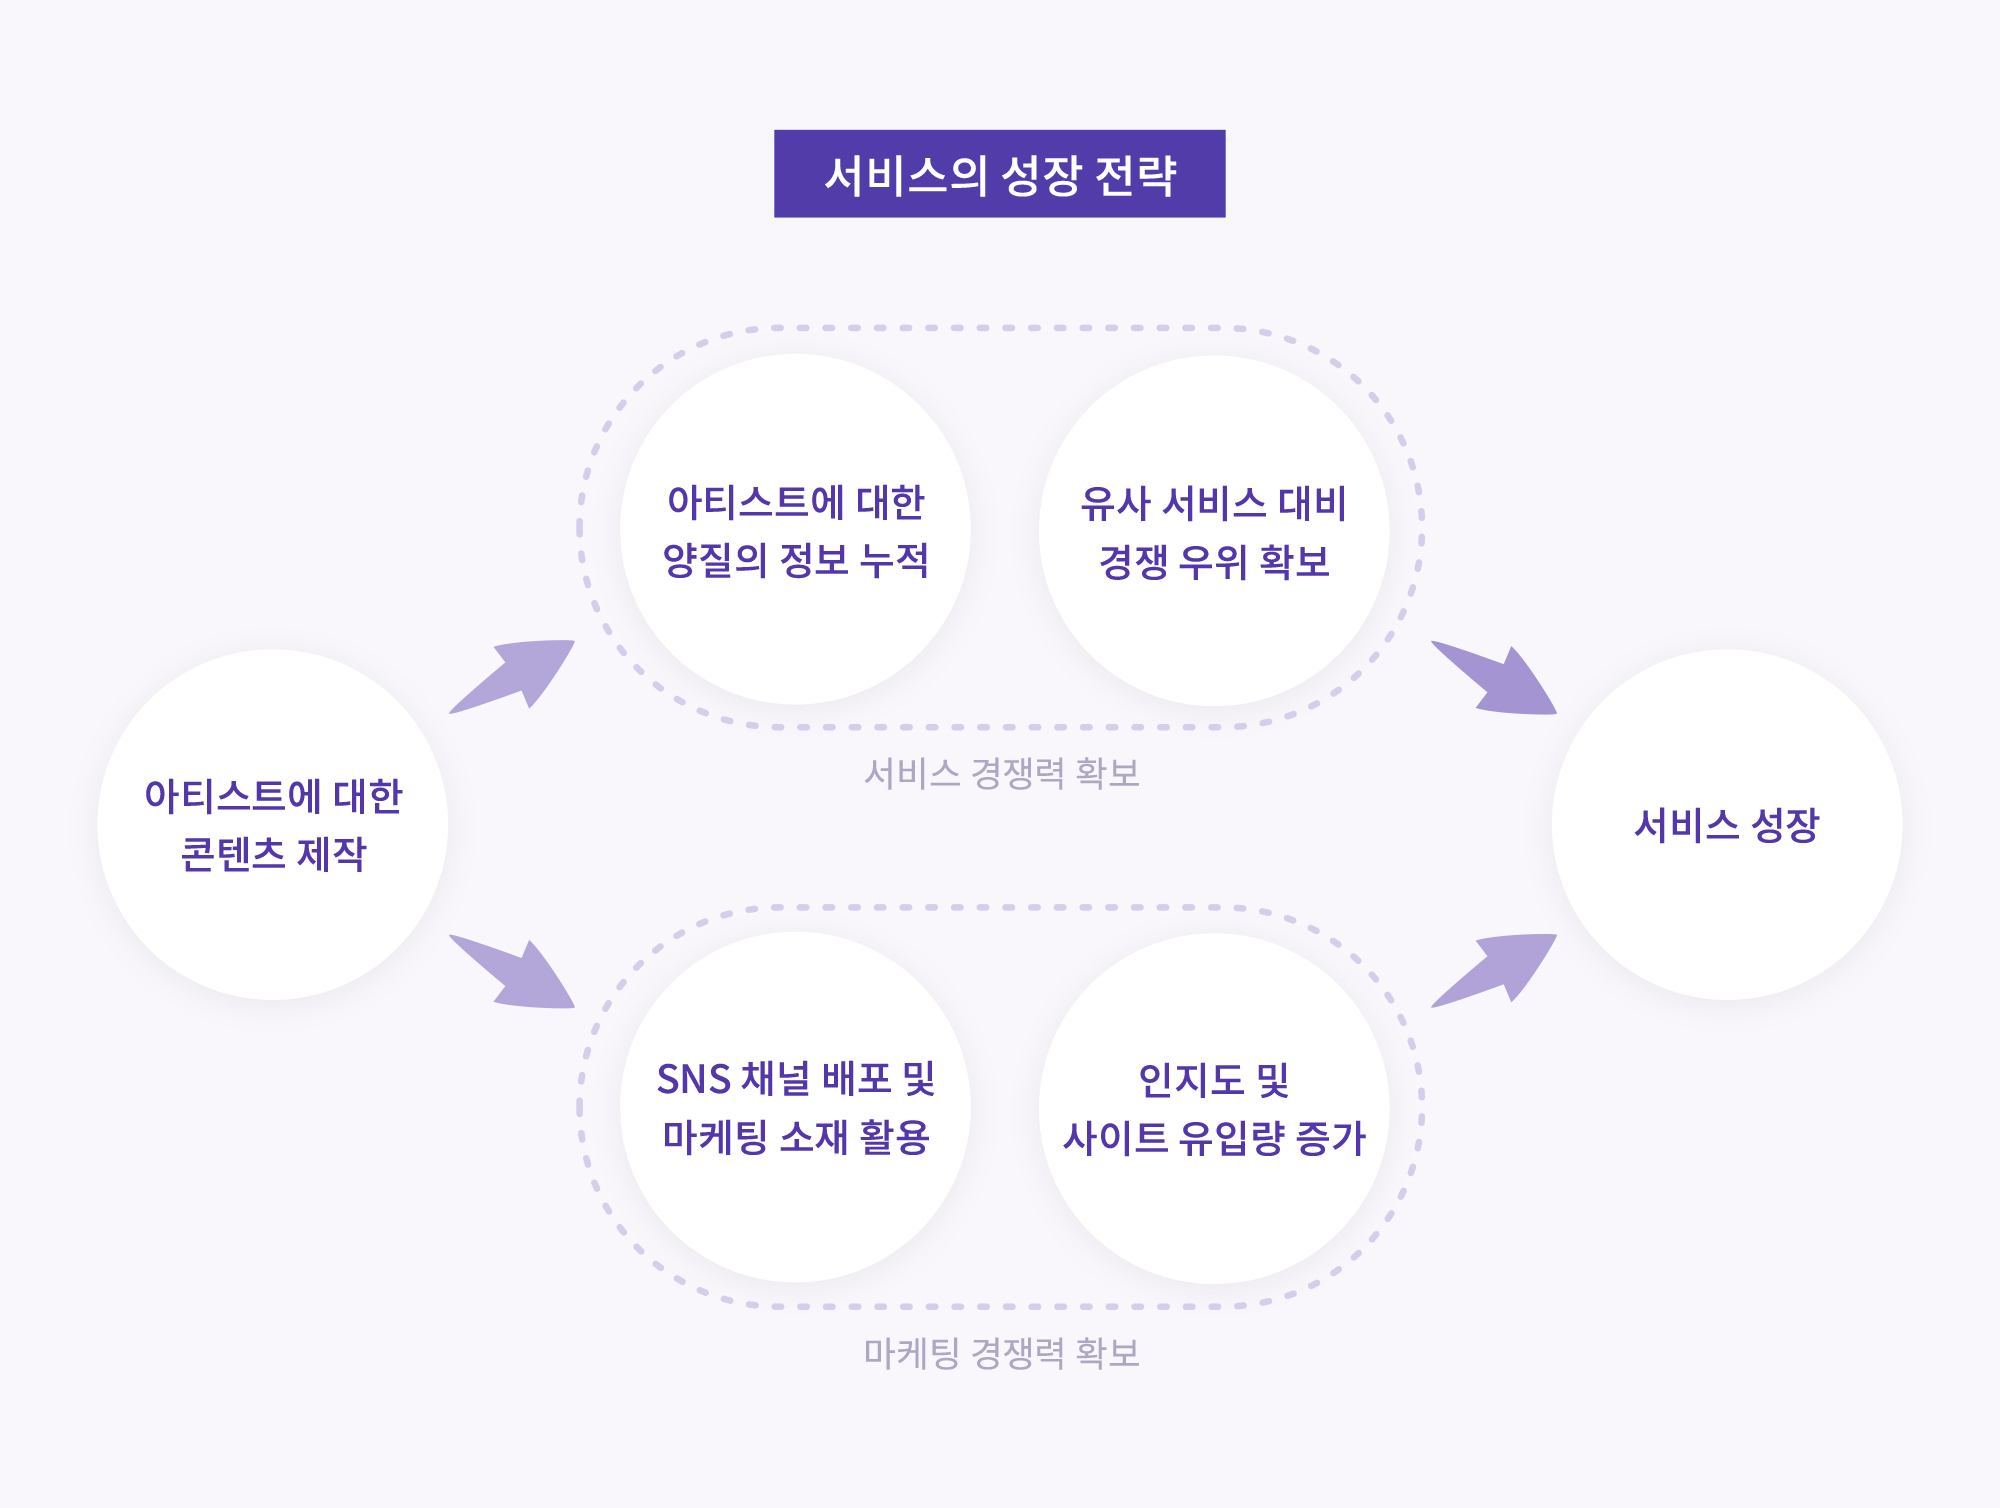 서비스의 성장 전략
아티스트에 대한
콘텐츠 제작
아티스트에 대한
양질의 정보 누적
유사 서비스 대비
경쟁 우위 확보
서비스 경쟁력 확보
SNS 채널 배포 및
마케팅 소재 활용
인지도 및
사이트 유입량 증가
마케팅 경쟁력 확보
서비스 성장